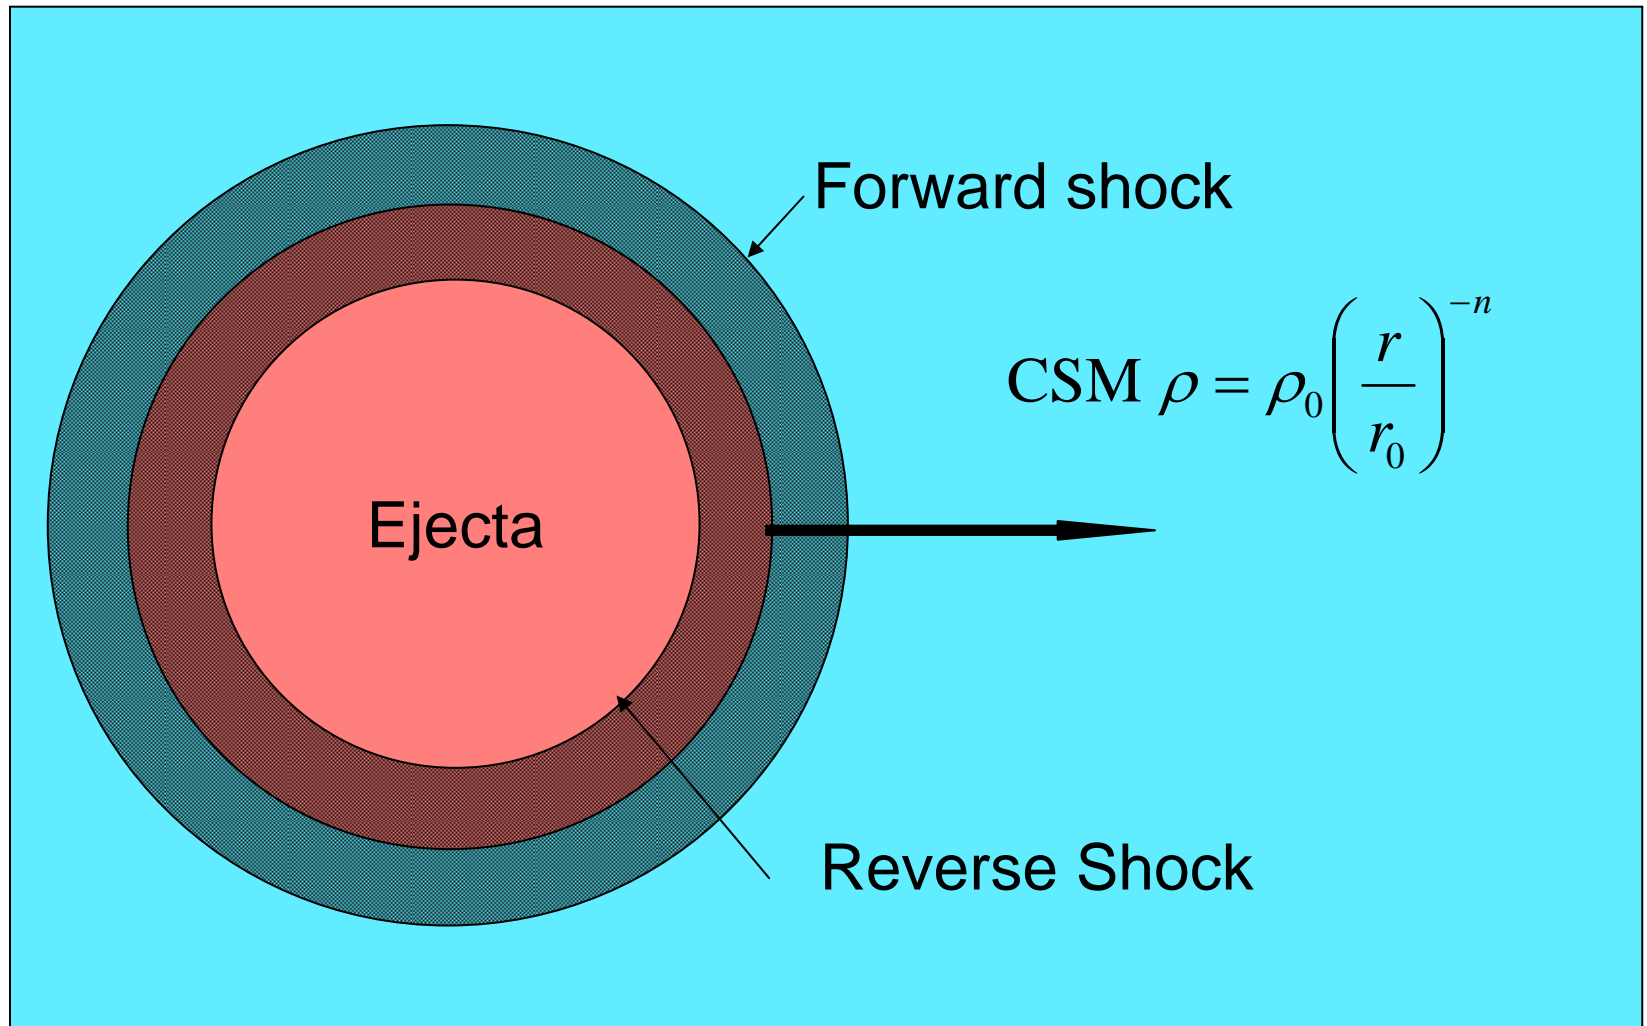 Forward shock
CSM ρ = ρ₀(r/r₀)⁻ⁿ
Ejecta
Reverse Shock